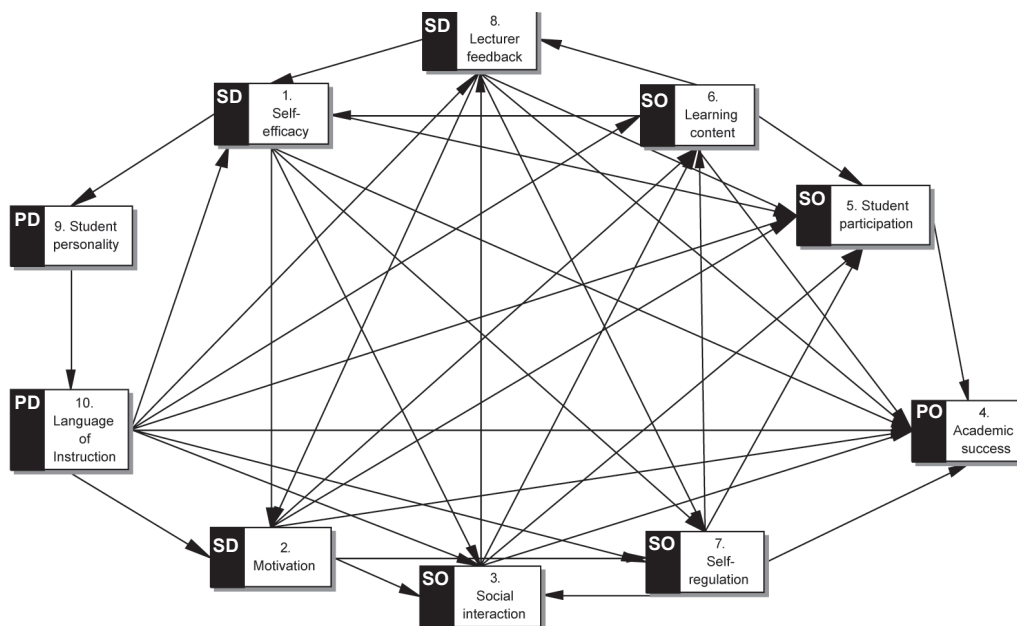 SD
8.
Lecturer
feedback
SD
1.
Self-
efficacy
SO
6.
Learning
content
PD
9. Student
personality
SO
5. Student
participation
PD
10.
Language
of
Instruction
PO
4.
Academic
success
SD
2.
Motivation
SO
3.
Social
interaction
SO
7.
Self-
regulation